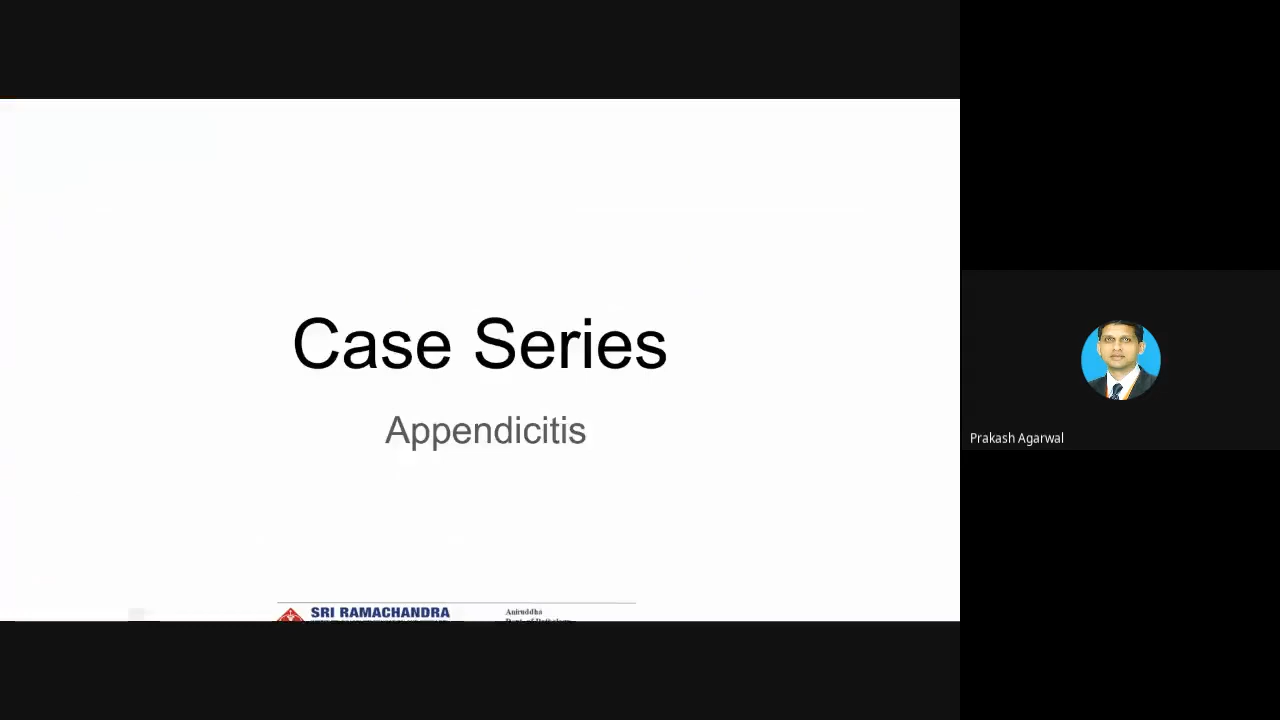 Case Series
Appendicitis
SRI RAMACHANDRA
Aniruddha
Prakash Agarwal